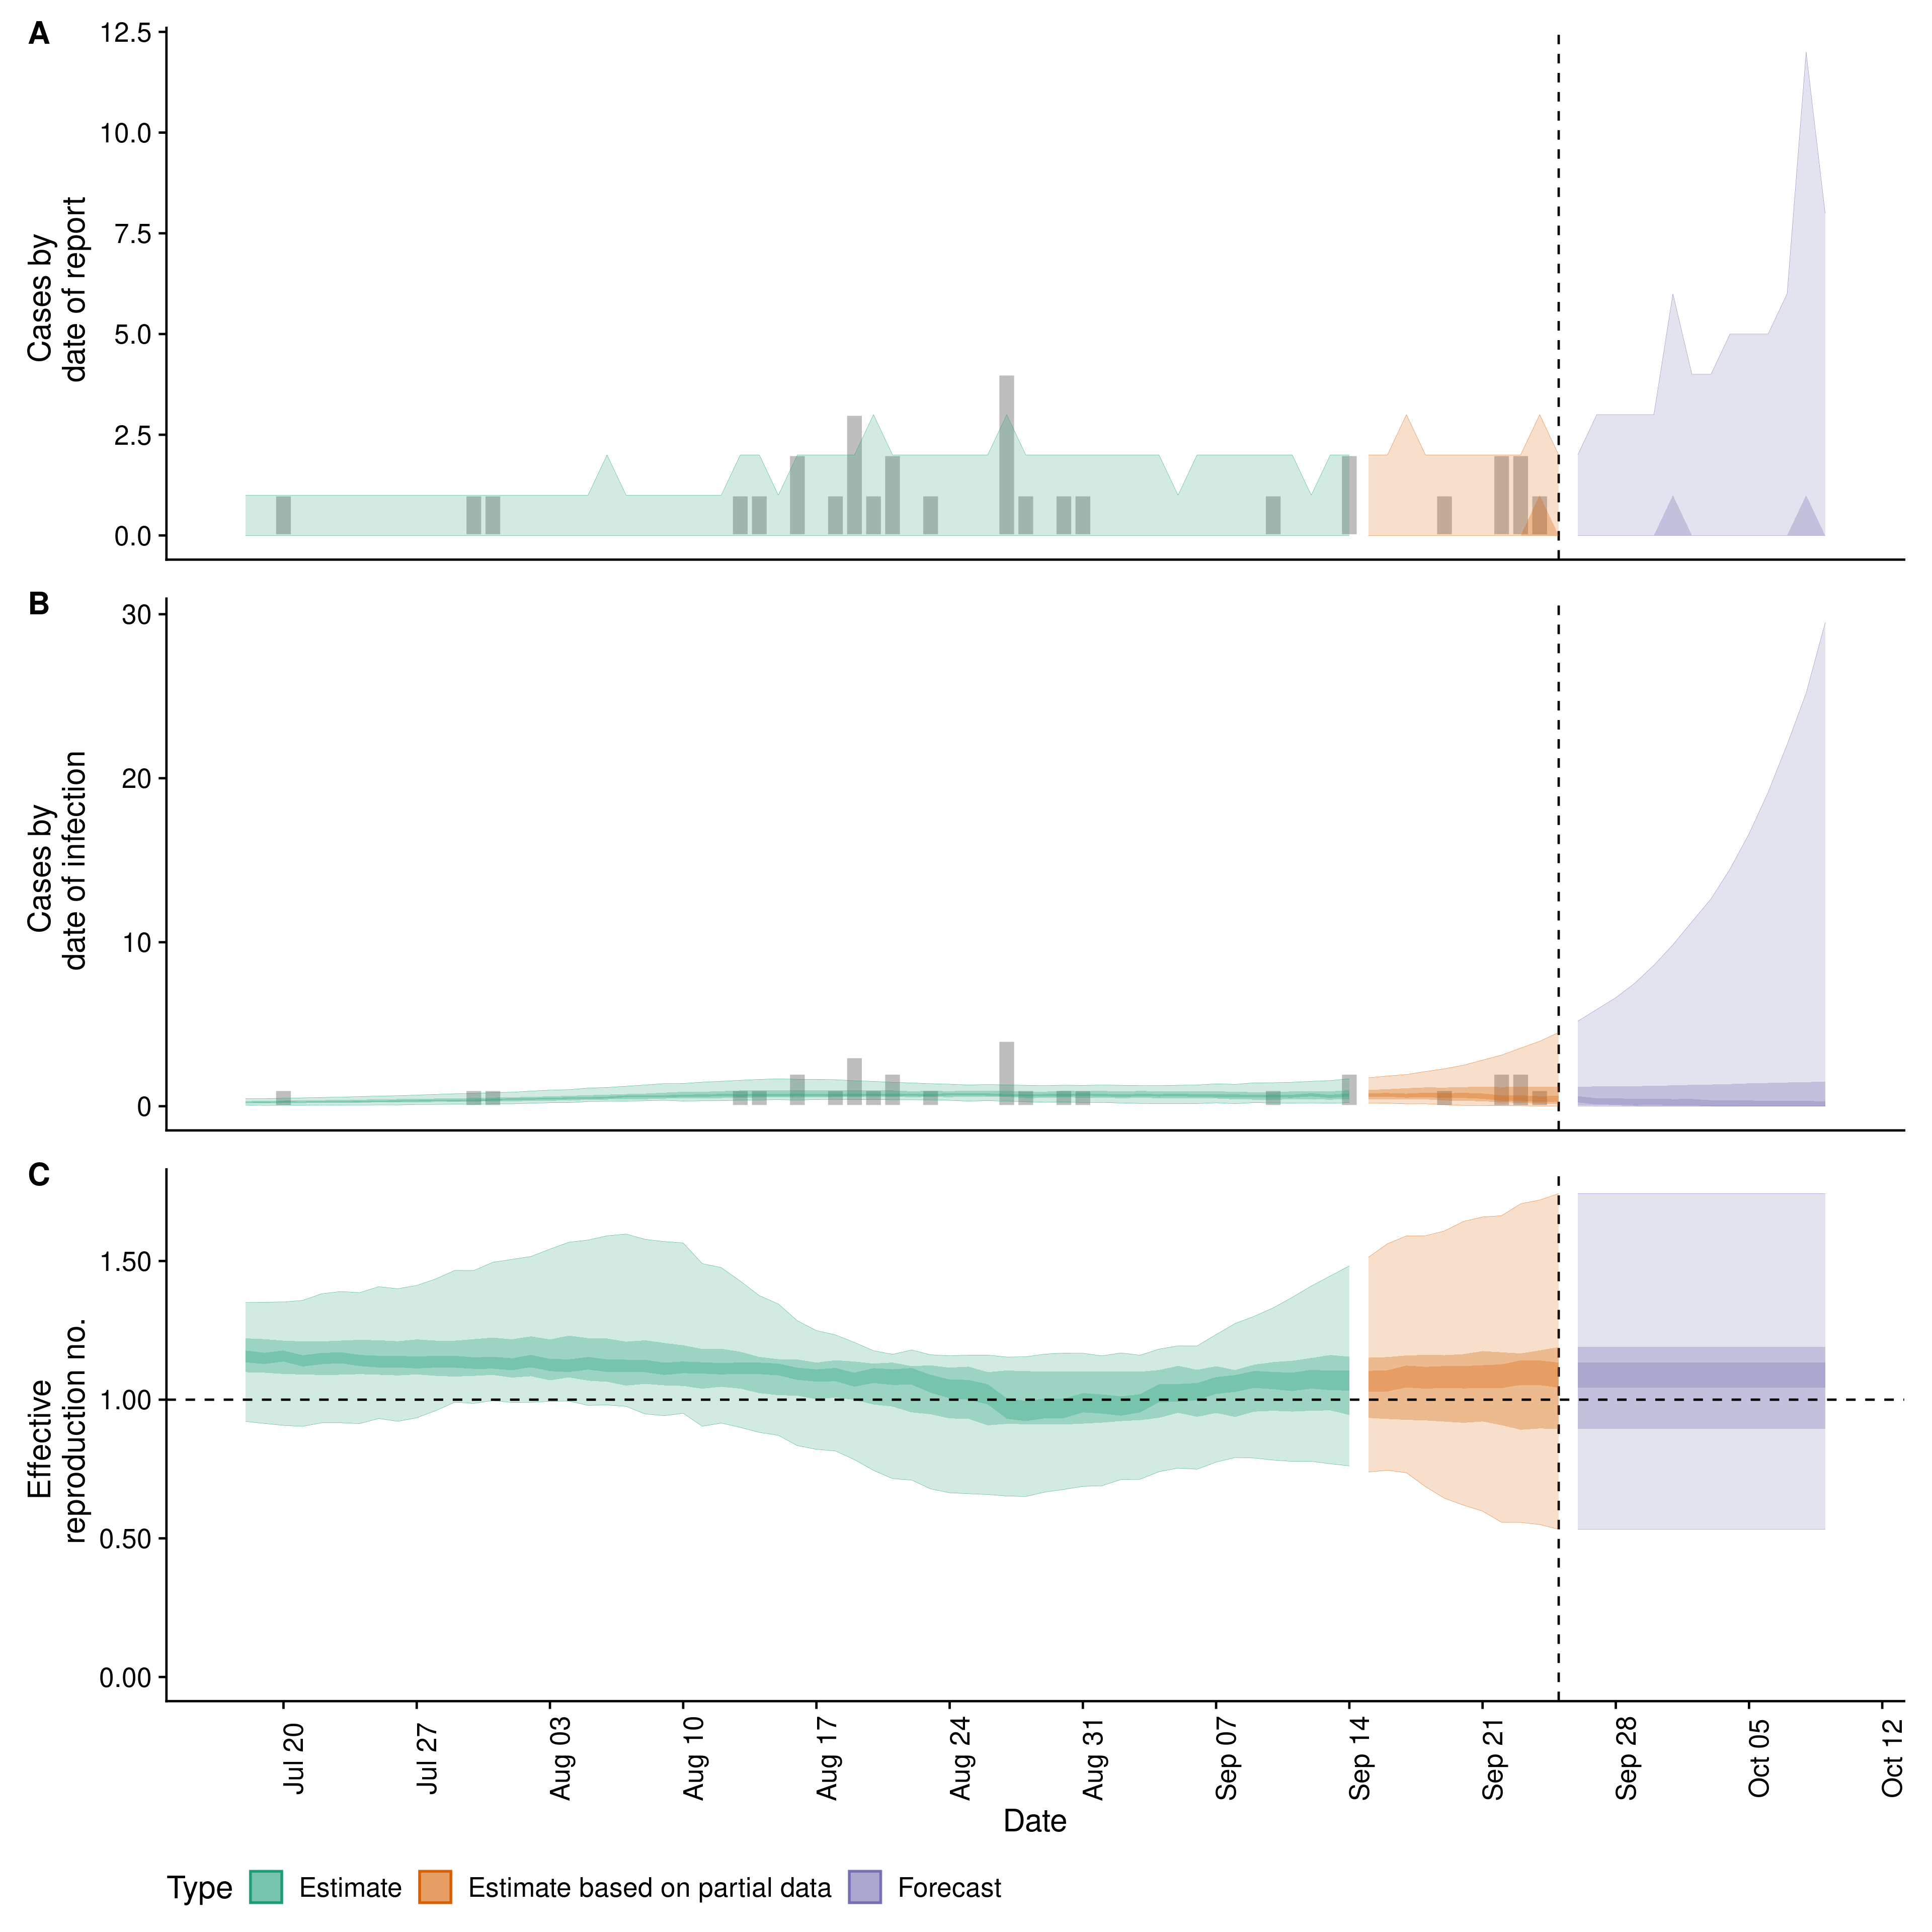 A
Cases by
date of report
12.5
10.0
7.5
5.0
2.5
0.0
B
Cases by
date of infection
30
20
10
0
C
Effective
reproduction no.
1.50
1.00
0.50
0.00
Jul 20
Jul 27
Aug 03
Aug 10
Aug 17
Aug 24
Aug 31
Sep 07
Sep 14
Sep 21
Sep 28
Oct 05
Oct 12
Date
Type
Estimate
Estimate based on partial data
Forecast